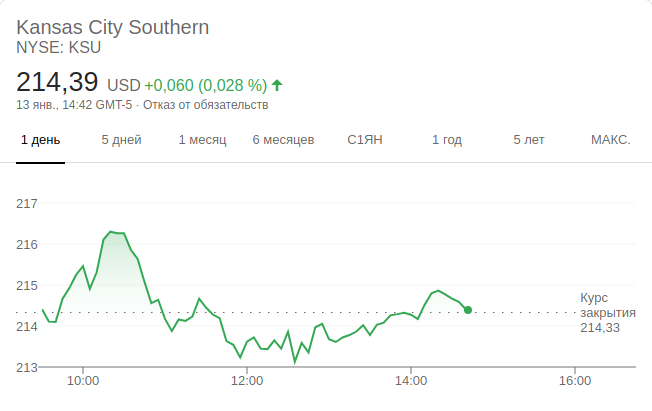 Kansas City Southern
NYSE: KSU
214,39 USD +0,060 (0,028 %)
13 янв., 14:42 GMT-5 · Отказ от обязательств
1 день 5 дней 1 месяц 6 месяцев С1ЯН 1 год 5 лет МАКС.
217
216
215
Курс
закрытия
214,33
214
213
10:00 12:00 14:00 16:00